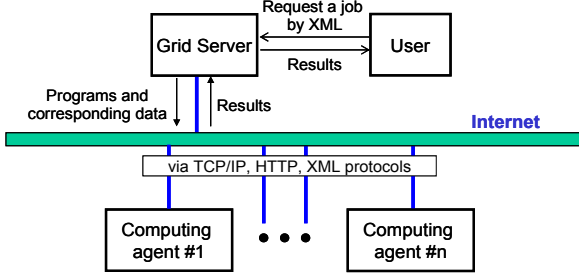 Request a job
by XML
Grid Server
User
Results
Programs and
corresponding data
Results
Internet
via TCP/IP, HTTP, XML protocols
Computing
agent #1
Computing
agent #n